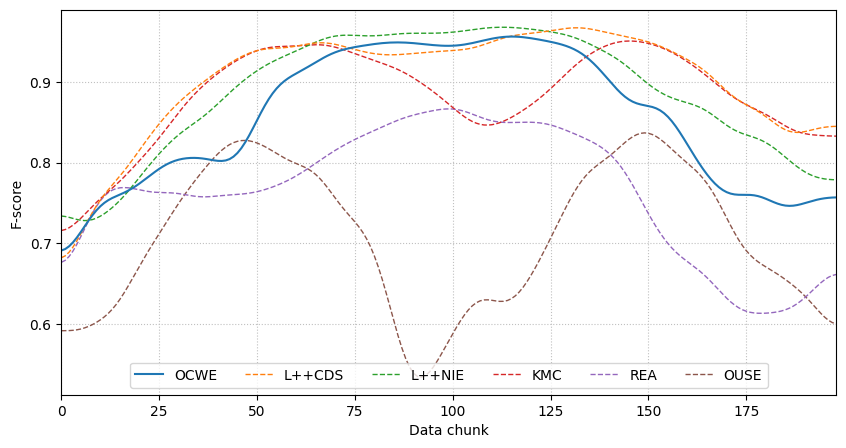 F-score
0.9
0.8
0.7
0.6
OCWE L++CDS L++NIE KMC REA OUSE
0 25 50 75 100 125 150 175
Data chunk